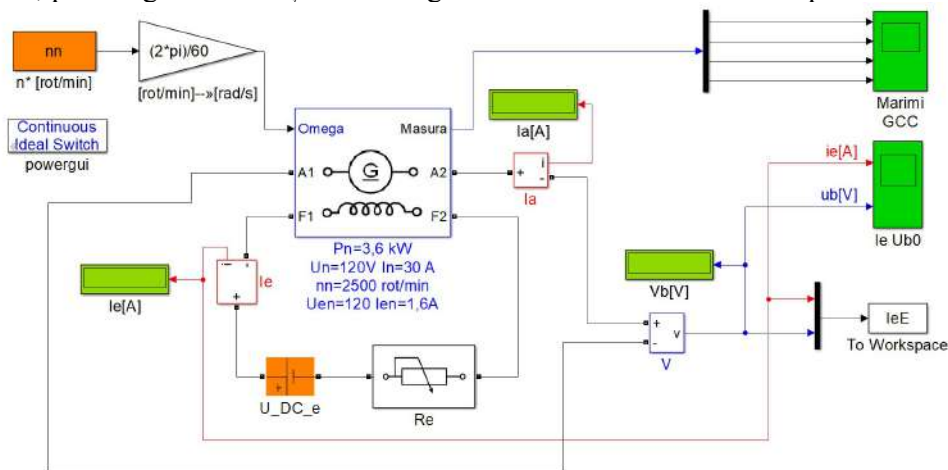 nn
n* [rot/min]
(2*pi)/60
[rot/min]--»[rad/s]
Continuous
Ideal Switch
powergui
Omega
Masura
A1
G
A2
F1
F2
Pn=3,6 kW
Un=120V In=30 A
nn=2500 rot/min
Uen=120 Ien=1,6A
Ia[A]
+
i
-
Ia
Marimi
GCC
ie[A]
ub[V]
Ie Ub0
Ie[A]
Ie
+
U_DC_e
+
Re
Vb[V]
+
-
v
V
IeE
To Workspace